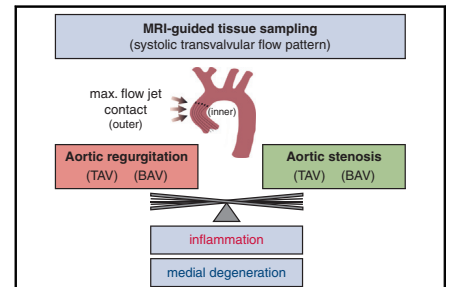 MRI-guided tissue sampling
(systolic transvalvular flow pattern)
max. flow jet
contact
(outer)
(inner)
Aortic regurgitation
(TAV) (BAV)
Aortic stenosis
(TAV) (BAV)
inflammation
medial degeneration